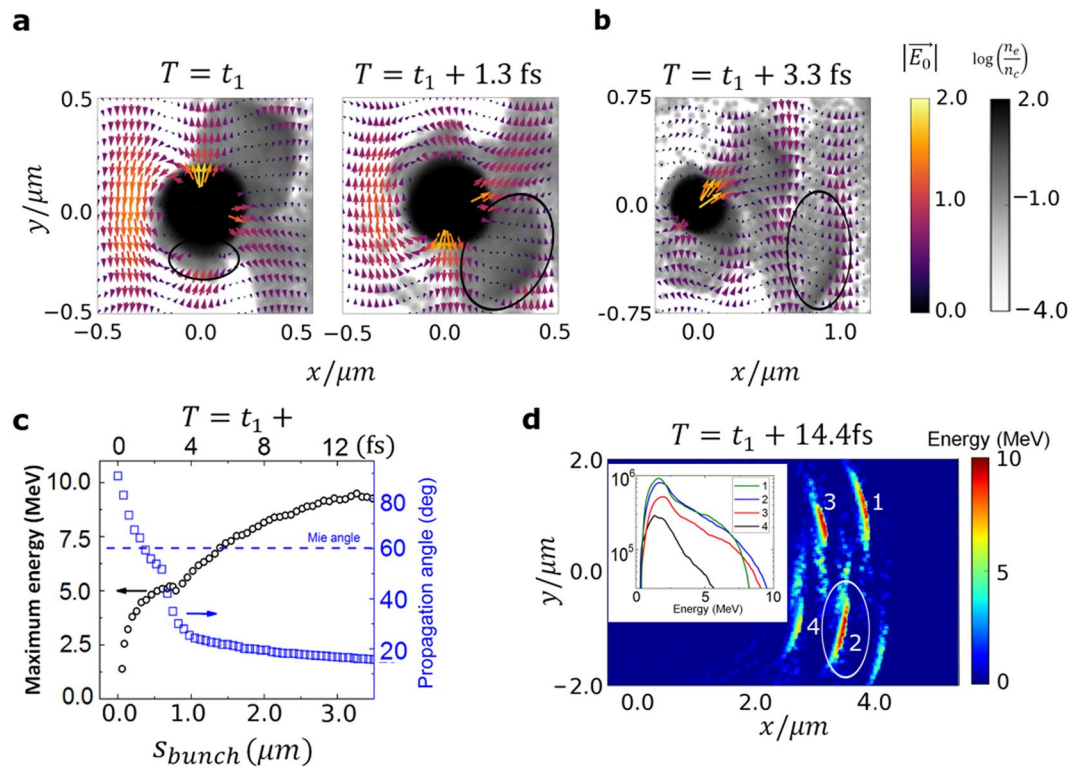 a
b
T = t₁
T = t₁ + 1.3 fs
T = t₁ + 3.3 fs
|E₀⃗|
log(nₑ/n_c)
0.5
0.0
−0.5
y/μm
−0.5
0.0
0.5
−0.5
0.0
0.5
x/μm
0.75
0.0
-0.75
0.0
1.0
x/μm
2.0
1.0
0.0
2.0
−1.0
−4.0
c
T = t₁ +
0
4
8
12 (fs)
Maximum energy (MeV)
10.0
7.5
5.0
2.5
0.0
Mie angle
80
60
40
20
Propagation angle (deg)
0.0
1.0
2.0
3.0
s_bunch (μm)
d
T = t₁ + 14.4fs
Energy (MeV)
10
5
0
2.0
0.0
−2.0
y/μm
10⁶
10⁵
1
2
3
4
0
5
10
Energy (MeV)
3
1
4
2
0.0
2.0
4.0
x/μm